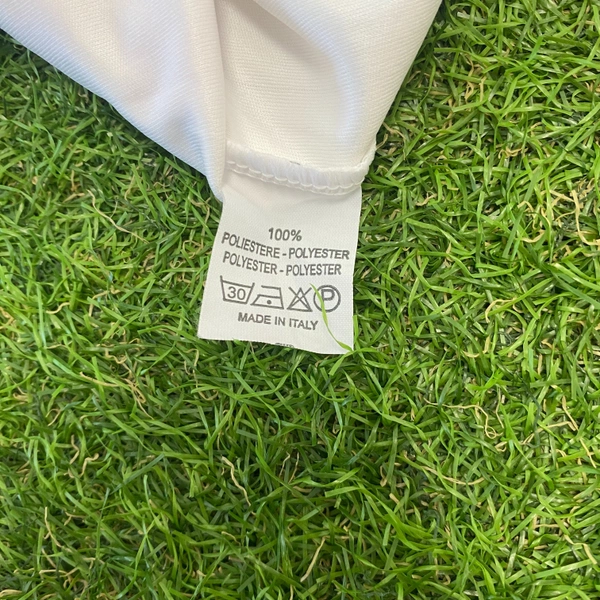 100%
POLIESTERE - POLYESTER
POLYESTER - POLYESTER
30 P
MADE IN ITALY